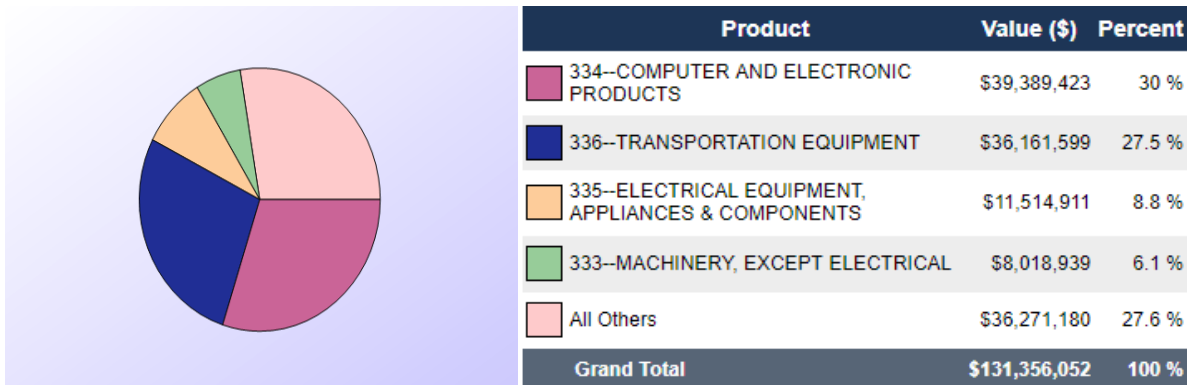 Product Value ($) Percent
334--COMPUTER AND ELECTRONIC
PRODUCTS $39,389,423 30 %
336--TRANSPORTATION EQUIPMENT $36,161,599 27.5 %
335--ELECTRICAL EQUIPMENT,
APPLIANCES & COMPONENTS $11,514,911 8.8 %
333--MACHINERY, EXCEPT ELECTRICAL $8,018,939 6.1 %
All Others $36,271,180 27.6 %
Grand Total $131,356,052 100 %